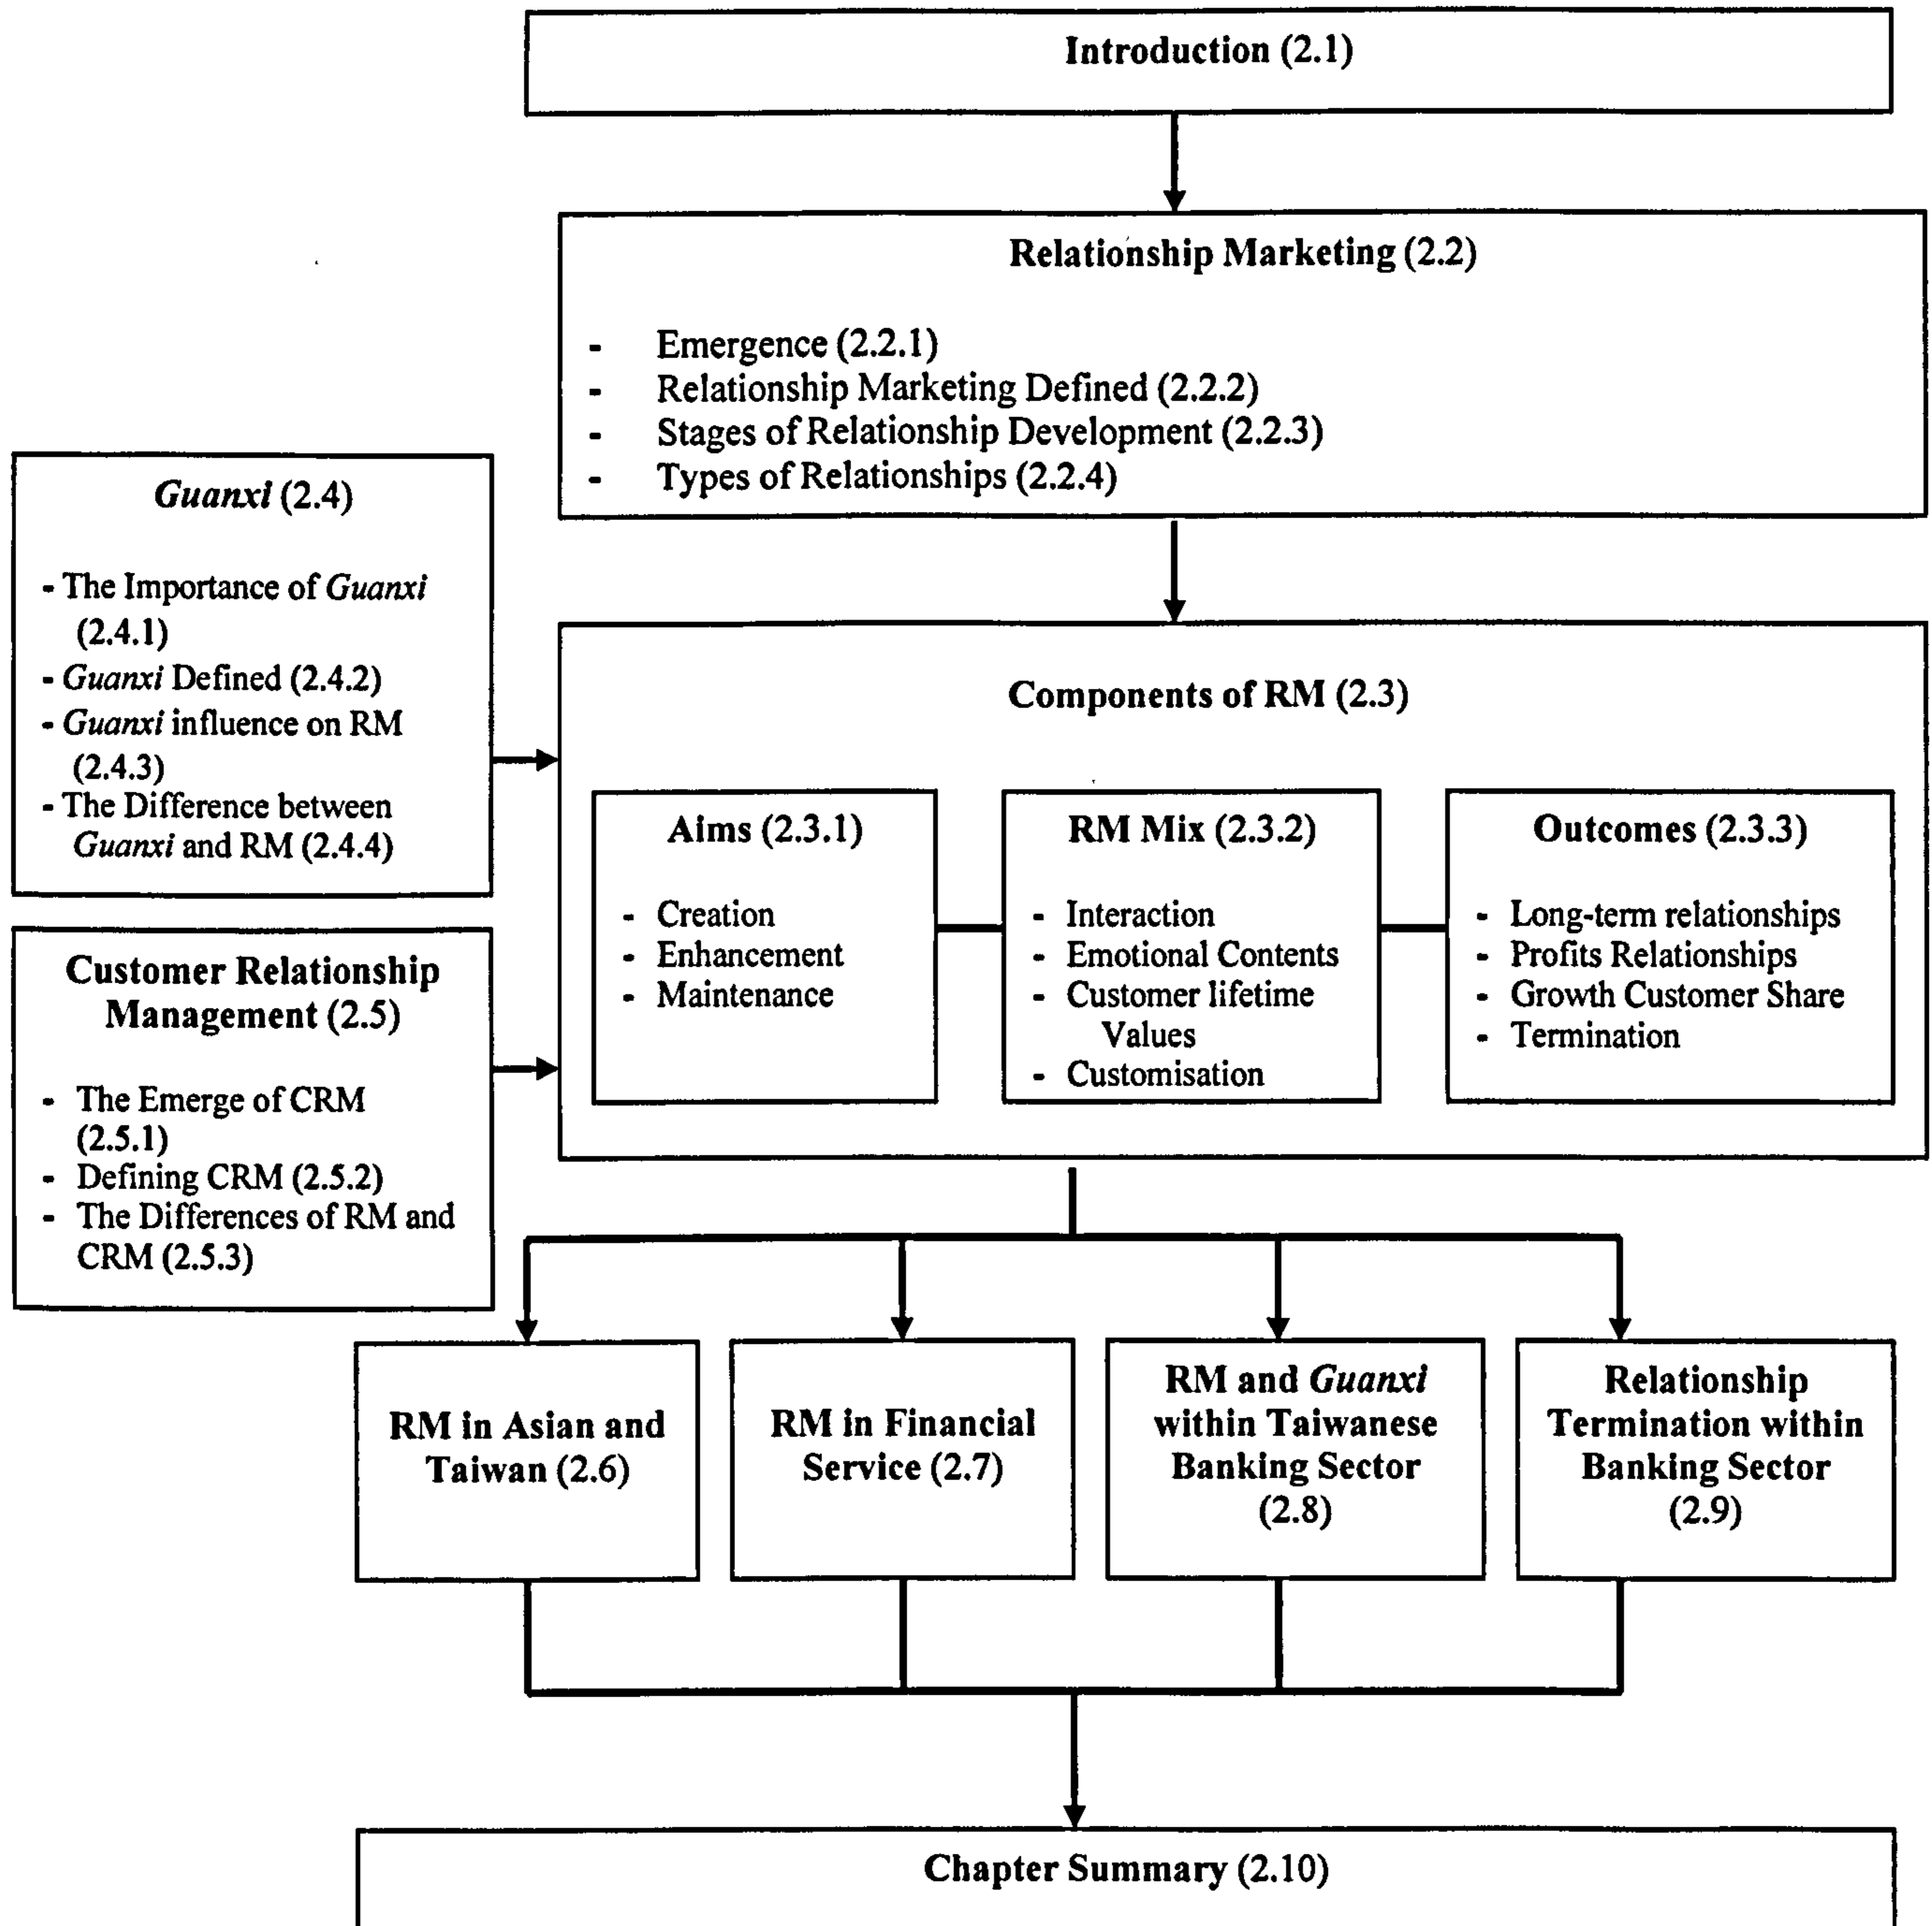 Introduction (2.1)
Relationship Marketing (2.2)
- Emergence (2.2.1)
- Relationship Marketing Defined (2.2.2)
- Stages of Relationship Development (2.2.3)
- Types of Relationships (2.2.4)
Guanxi (2.4)
- The Importance of Guanxi
(2.4.1)
- Guanxi Defined (2.4.2)
- Guanxi influence on RM
(2.4.3)
- The Difference between
Guanxi and RM (2.4.4)
Customer Relationship
Management (2.5)
- The Emerge of CRM
(2.5.1)
- Defining CRM (2.5.2)
- The Differences of RM and
CRM (2.5.3)
Components of RM (2.3)
Aims (2.3.1)
- Creation
- Enhancement
- Maintenance
RM Mix (2.3.2)
- Interaction
- Emotional Contents
- Customer lifetime
Values
- Customisation
Outcomes (2.3.3)
- Long-term relationships
- Profits Relationships
- Growth Customer Share
- Termination
RM in Asian and
Taiwan (2.6)
RM in Financial
Service (2.7)
RM and Guanxi
within Taiwanese
Banking Sector
(2.8)
Relationship
Termination within
Banking Sector
(2.9)
Chapter Summary (2.10)